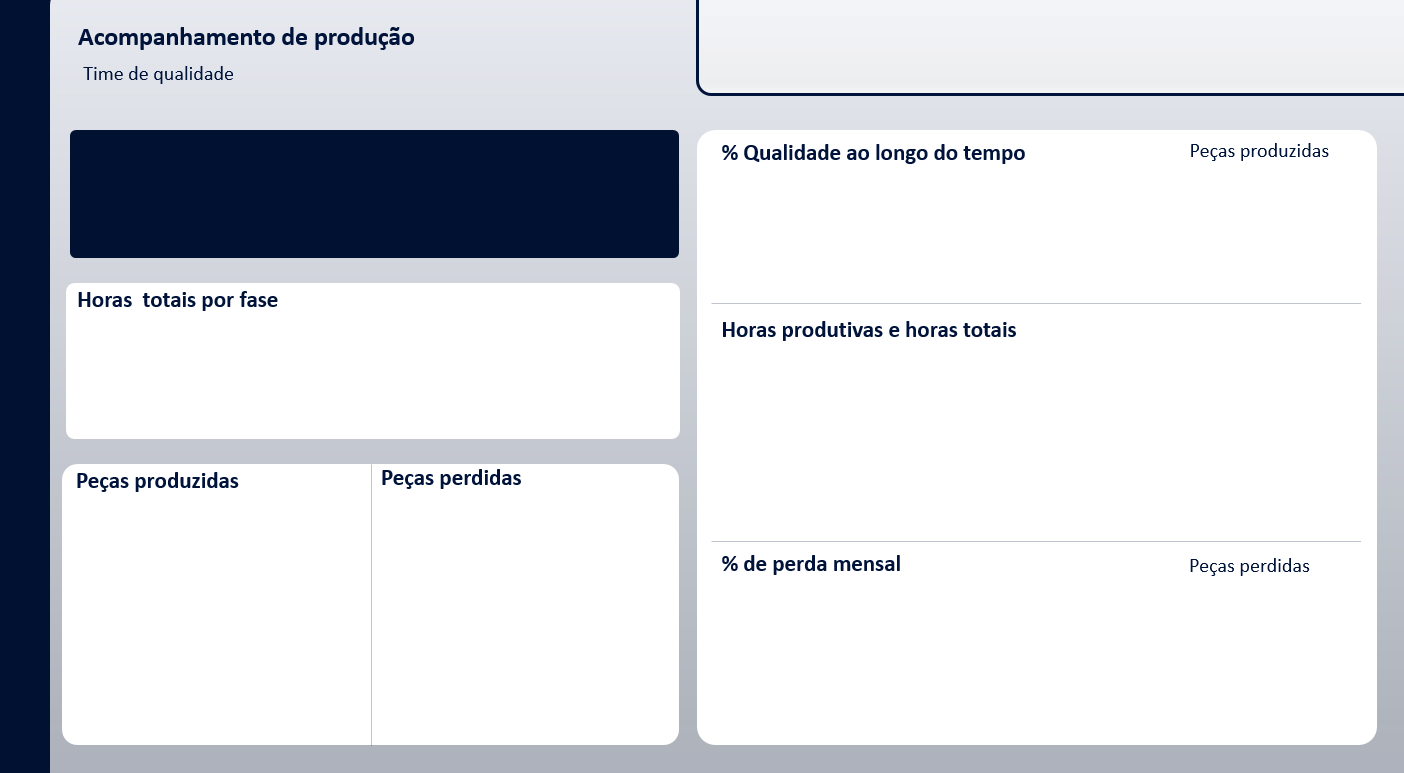 Acompanhamento de produção
Time de qualidade
Horas  totais por fase
Peças produzidas
Peças perdidas
% Qualidade ao longo do tempo
Peças produzidas
Horas produtivas e horas totais
% de perda mensal
Peças perdidas